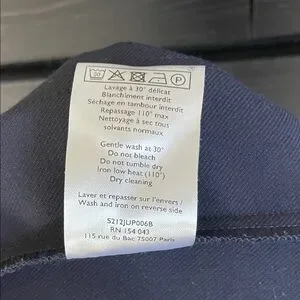 Lavage à 30° délicat
Blanchiment interdit
Séchage en tambour interdit
Repassage 110° max
Nettoyage à sec tous
solvants normaux
Gentle wash at 30°
Do not bleach
Do not tumble dry
Iron low heat (110°)
Dry cleaning
Laver et repasser sur l'envers /
Wash and iron on reverse side
S212JUP006B
RN 154 043
115 rue du Bac 75007 Paris